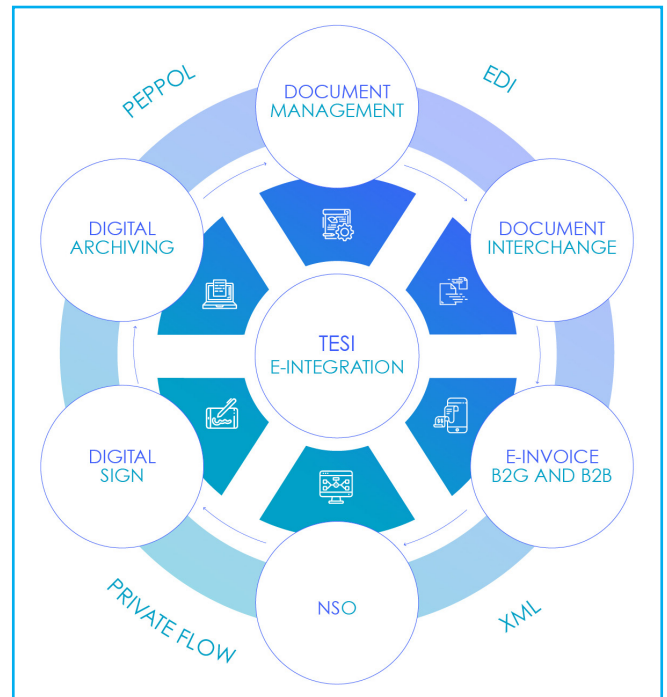 PEPPOL
EDI
DOCUMENT
MANAGEMENT
DIGITAL
ARCHIVING
DOCUMENT
INTERCHANGE
TESI
E-INTEGRATION
DIGITAL
SIGN
E-INVOICE
B2G AND B2B
NSO
PRIVATE FLOW
XML